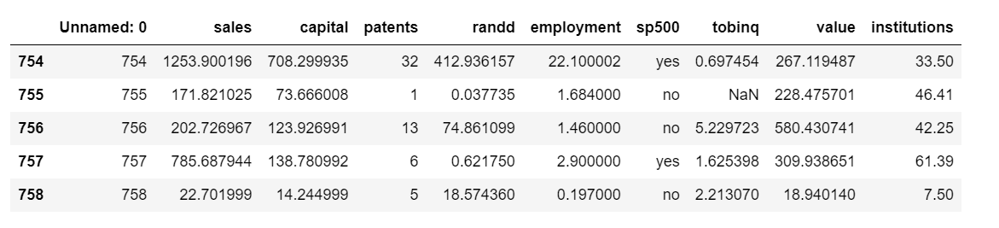 Unnamed: 0 sales capital patents randd employment sp500 tobinq value institutions
754 754 1253.900196 708.299935 32 412.936157 22.100002 yes 0.697454 267.119487 33.50
755 755 171.821025 73.666008 1 0.037735 1.684000 no NaN 228.475701 46.41
756 756 202.726967 123.926991 13 74.861099 1.460000 no 5.229723 580.430741 42.25
757 757 785.687944 138.780992 6 0.621750 2.900000 yes 1.625398 309.938651 61.39
758 758 22.701999 14.244999 5 18.574360 0.197000 no 2.213070 18.940140 7.50